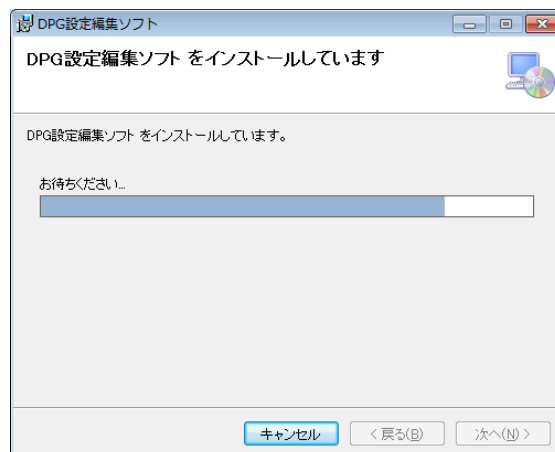 DPG設定編集ソフト
DPG設定編集ソフト をインストールしています
DPG設定編集ソフト をインストールしています。
お待ちください...
キャンセル
< 戻る(B)
次へ(N) >